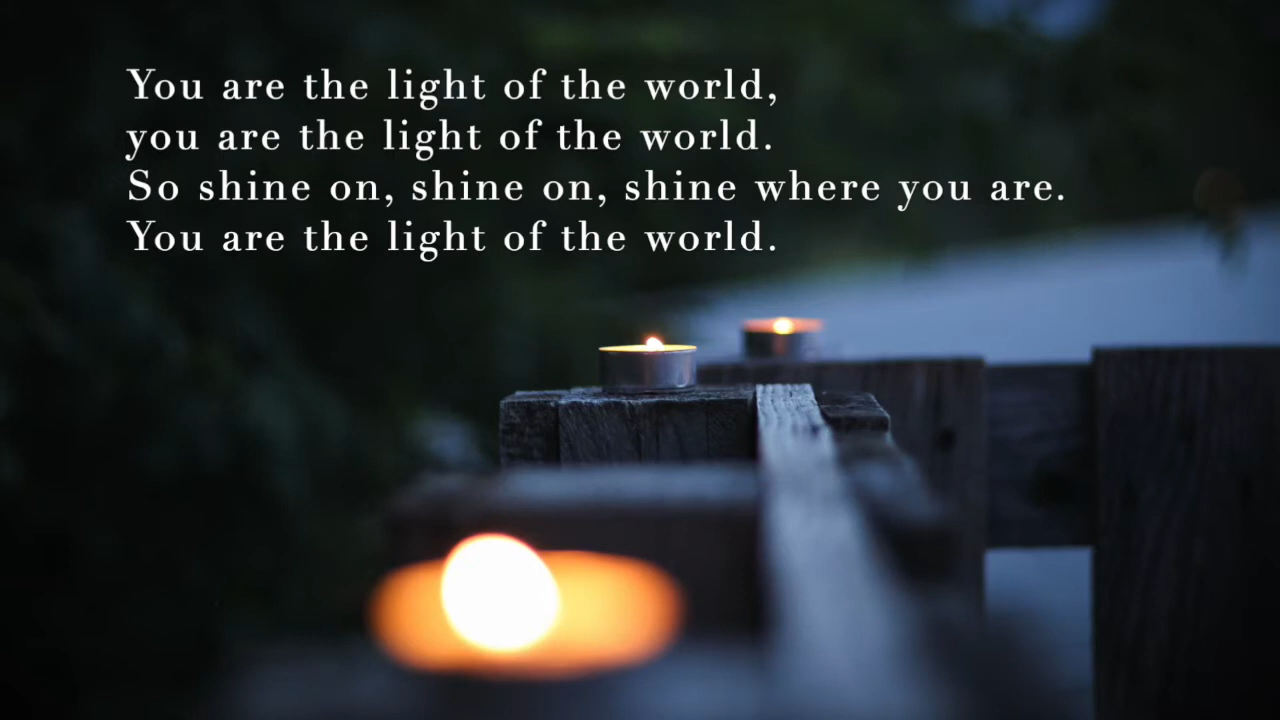 You are the light of the world,
you are the light of the world.
So shine on, shine on, shine where you are.
You are the light of the world.